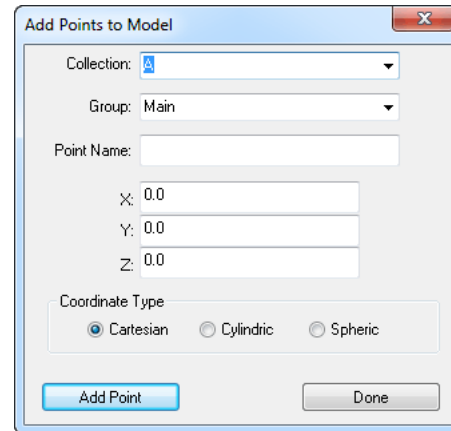 Add Points to Model
Collection: A
Group: Main
Point Name:
X: 0.0
Y: 0.0
Z: 0.0
Coordinate Type
Cartesian Cylindric Spheric
Add Point Done